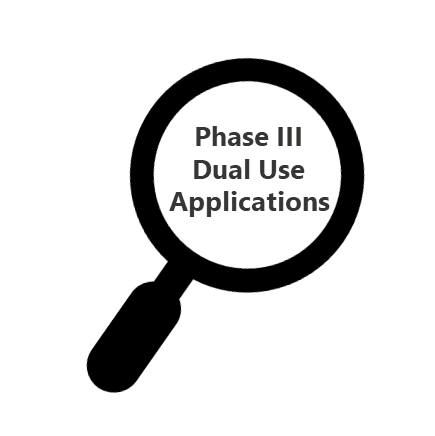 Phase III
Dual Use
Applications